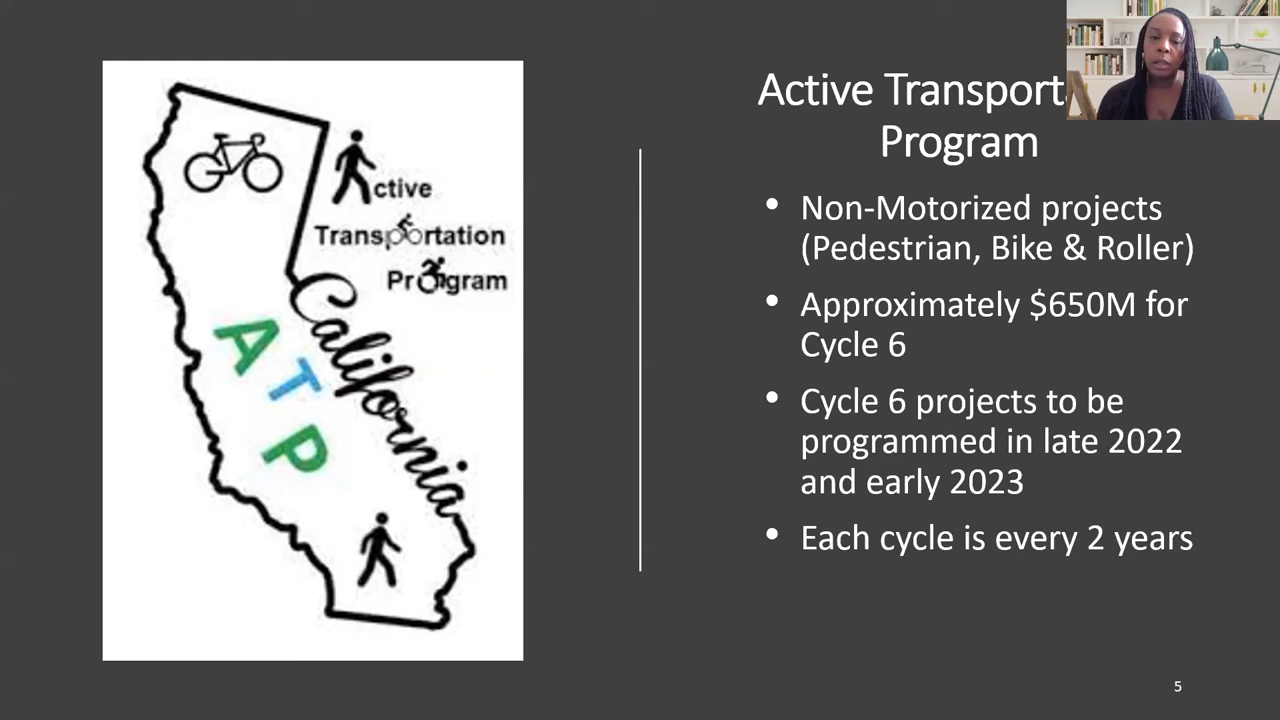 Active Transport
Program
• Non-Motorized projects
(Pedestrian, Bike & Roller)
• Approximately $650M for
Cycle 6
• Cycle 6 projects to be
programmed in late 2022
and early 2023
• Each cycle is every 2 years
Active
Transportation
Program
California
A
T
P
5